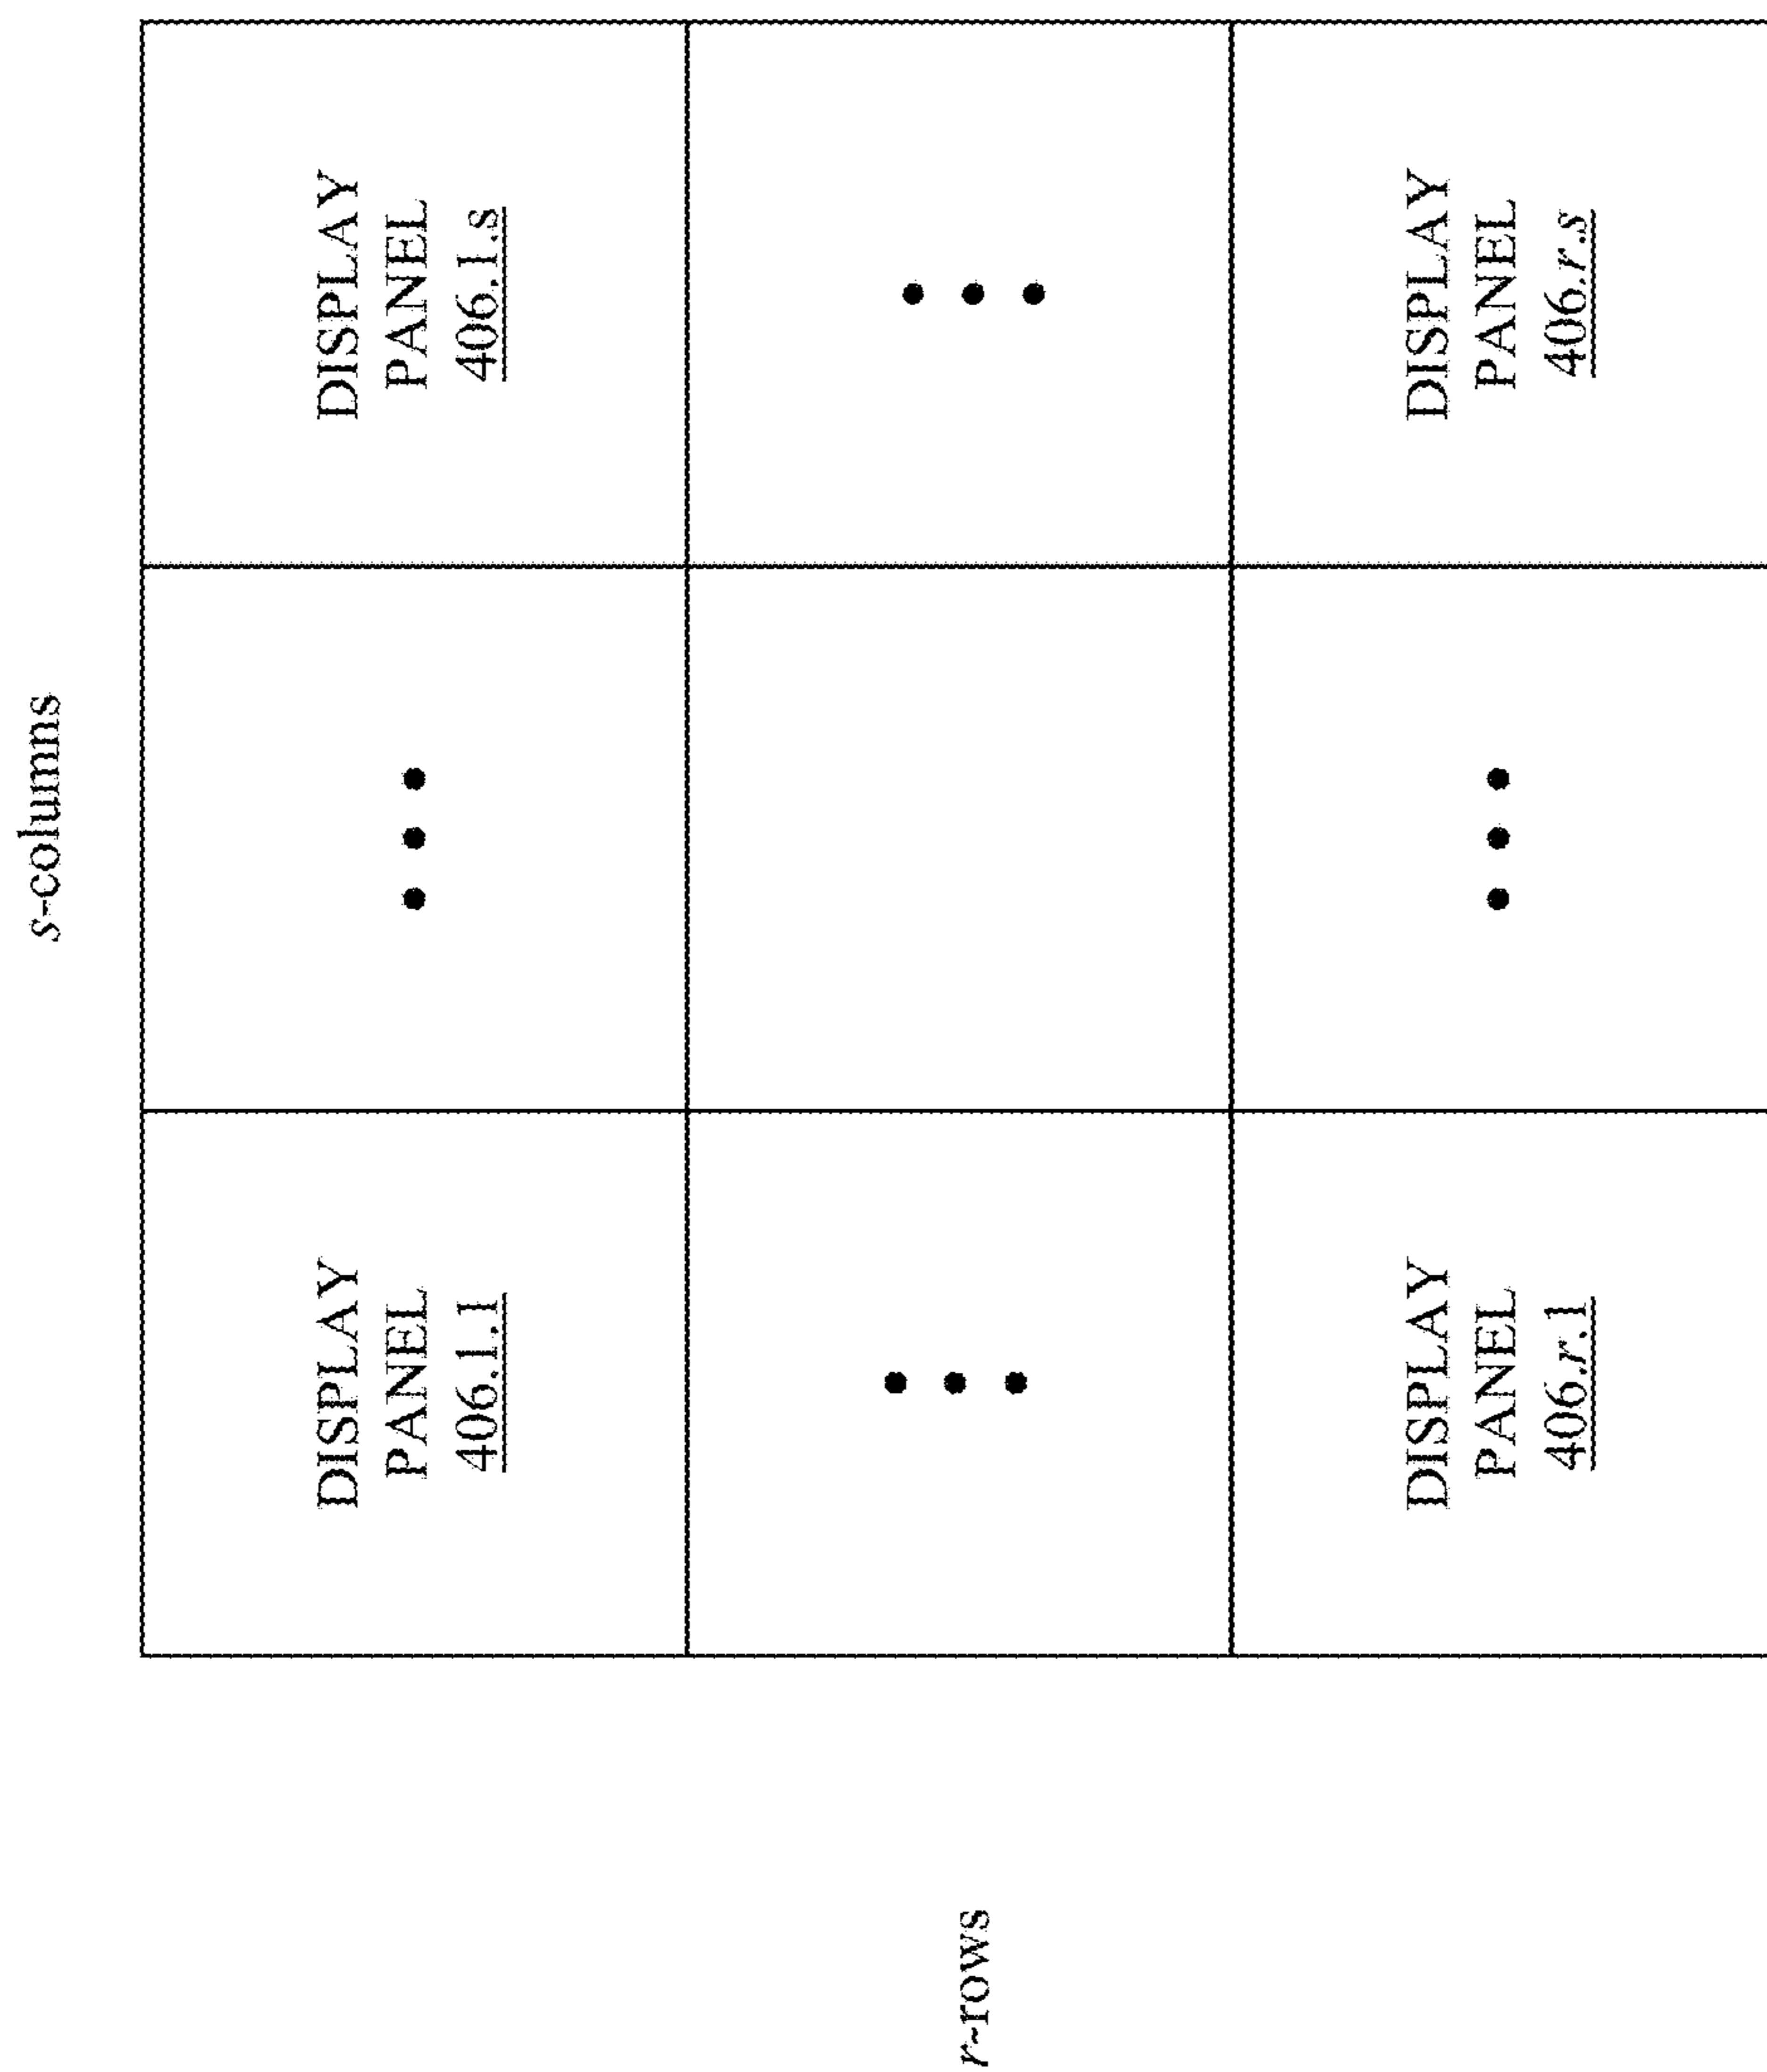 s-columns
DISPLAY
PANEL
406.1.1
DISPLAY
PANEL
406.1.s
r-rows
DISPLAY
PANEL
406.r.1
DISPLAY
PANEL
406.r.s